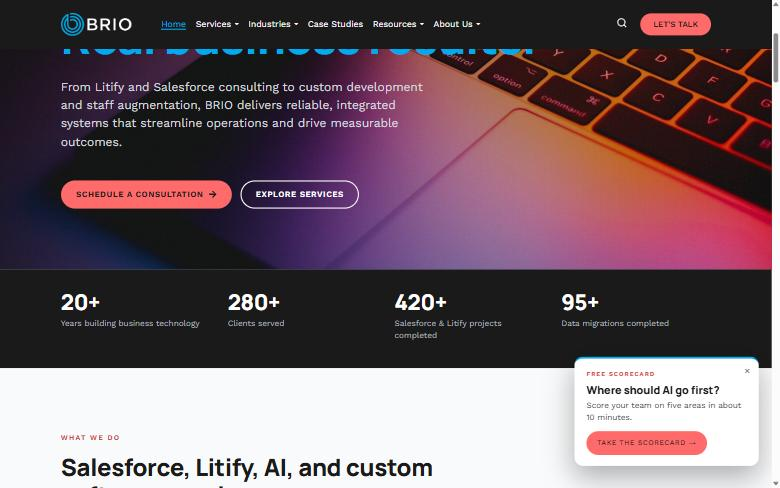 BRIO
Home Services Industries Case Studies Resources About Us
LET'S TALK
From Litify and Salesforce consulting to custom development
and staff augmentation, BRIO delivers reliable, integrated
systems that streamline operations and drive measurable
outcomes.
SCHEDULE A CONSULTATION →
EXPLORE SERVICES
option
command
⌘
X
C
V
D
F
G
B
20+
Years building business technology
280+
Clients served
420+
Salesforce & Litify projects
completed
95+
Data migrations completed
FREE SCORECARD
×
Where should AI go first?
Score your team on five areas in about
10 minutes.
TAKE THE SCORECARD →
WHAT WE DO
Salesforce, Litify, AI, and custom